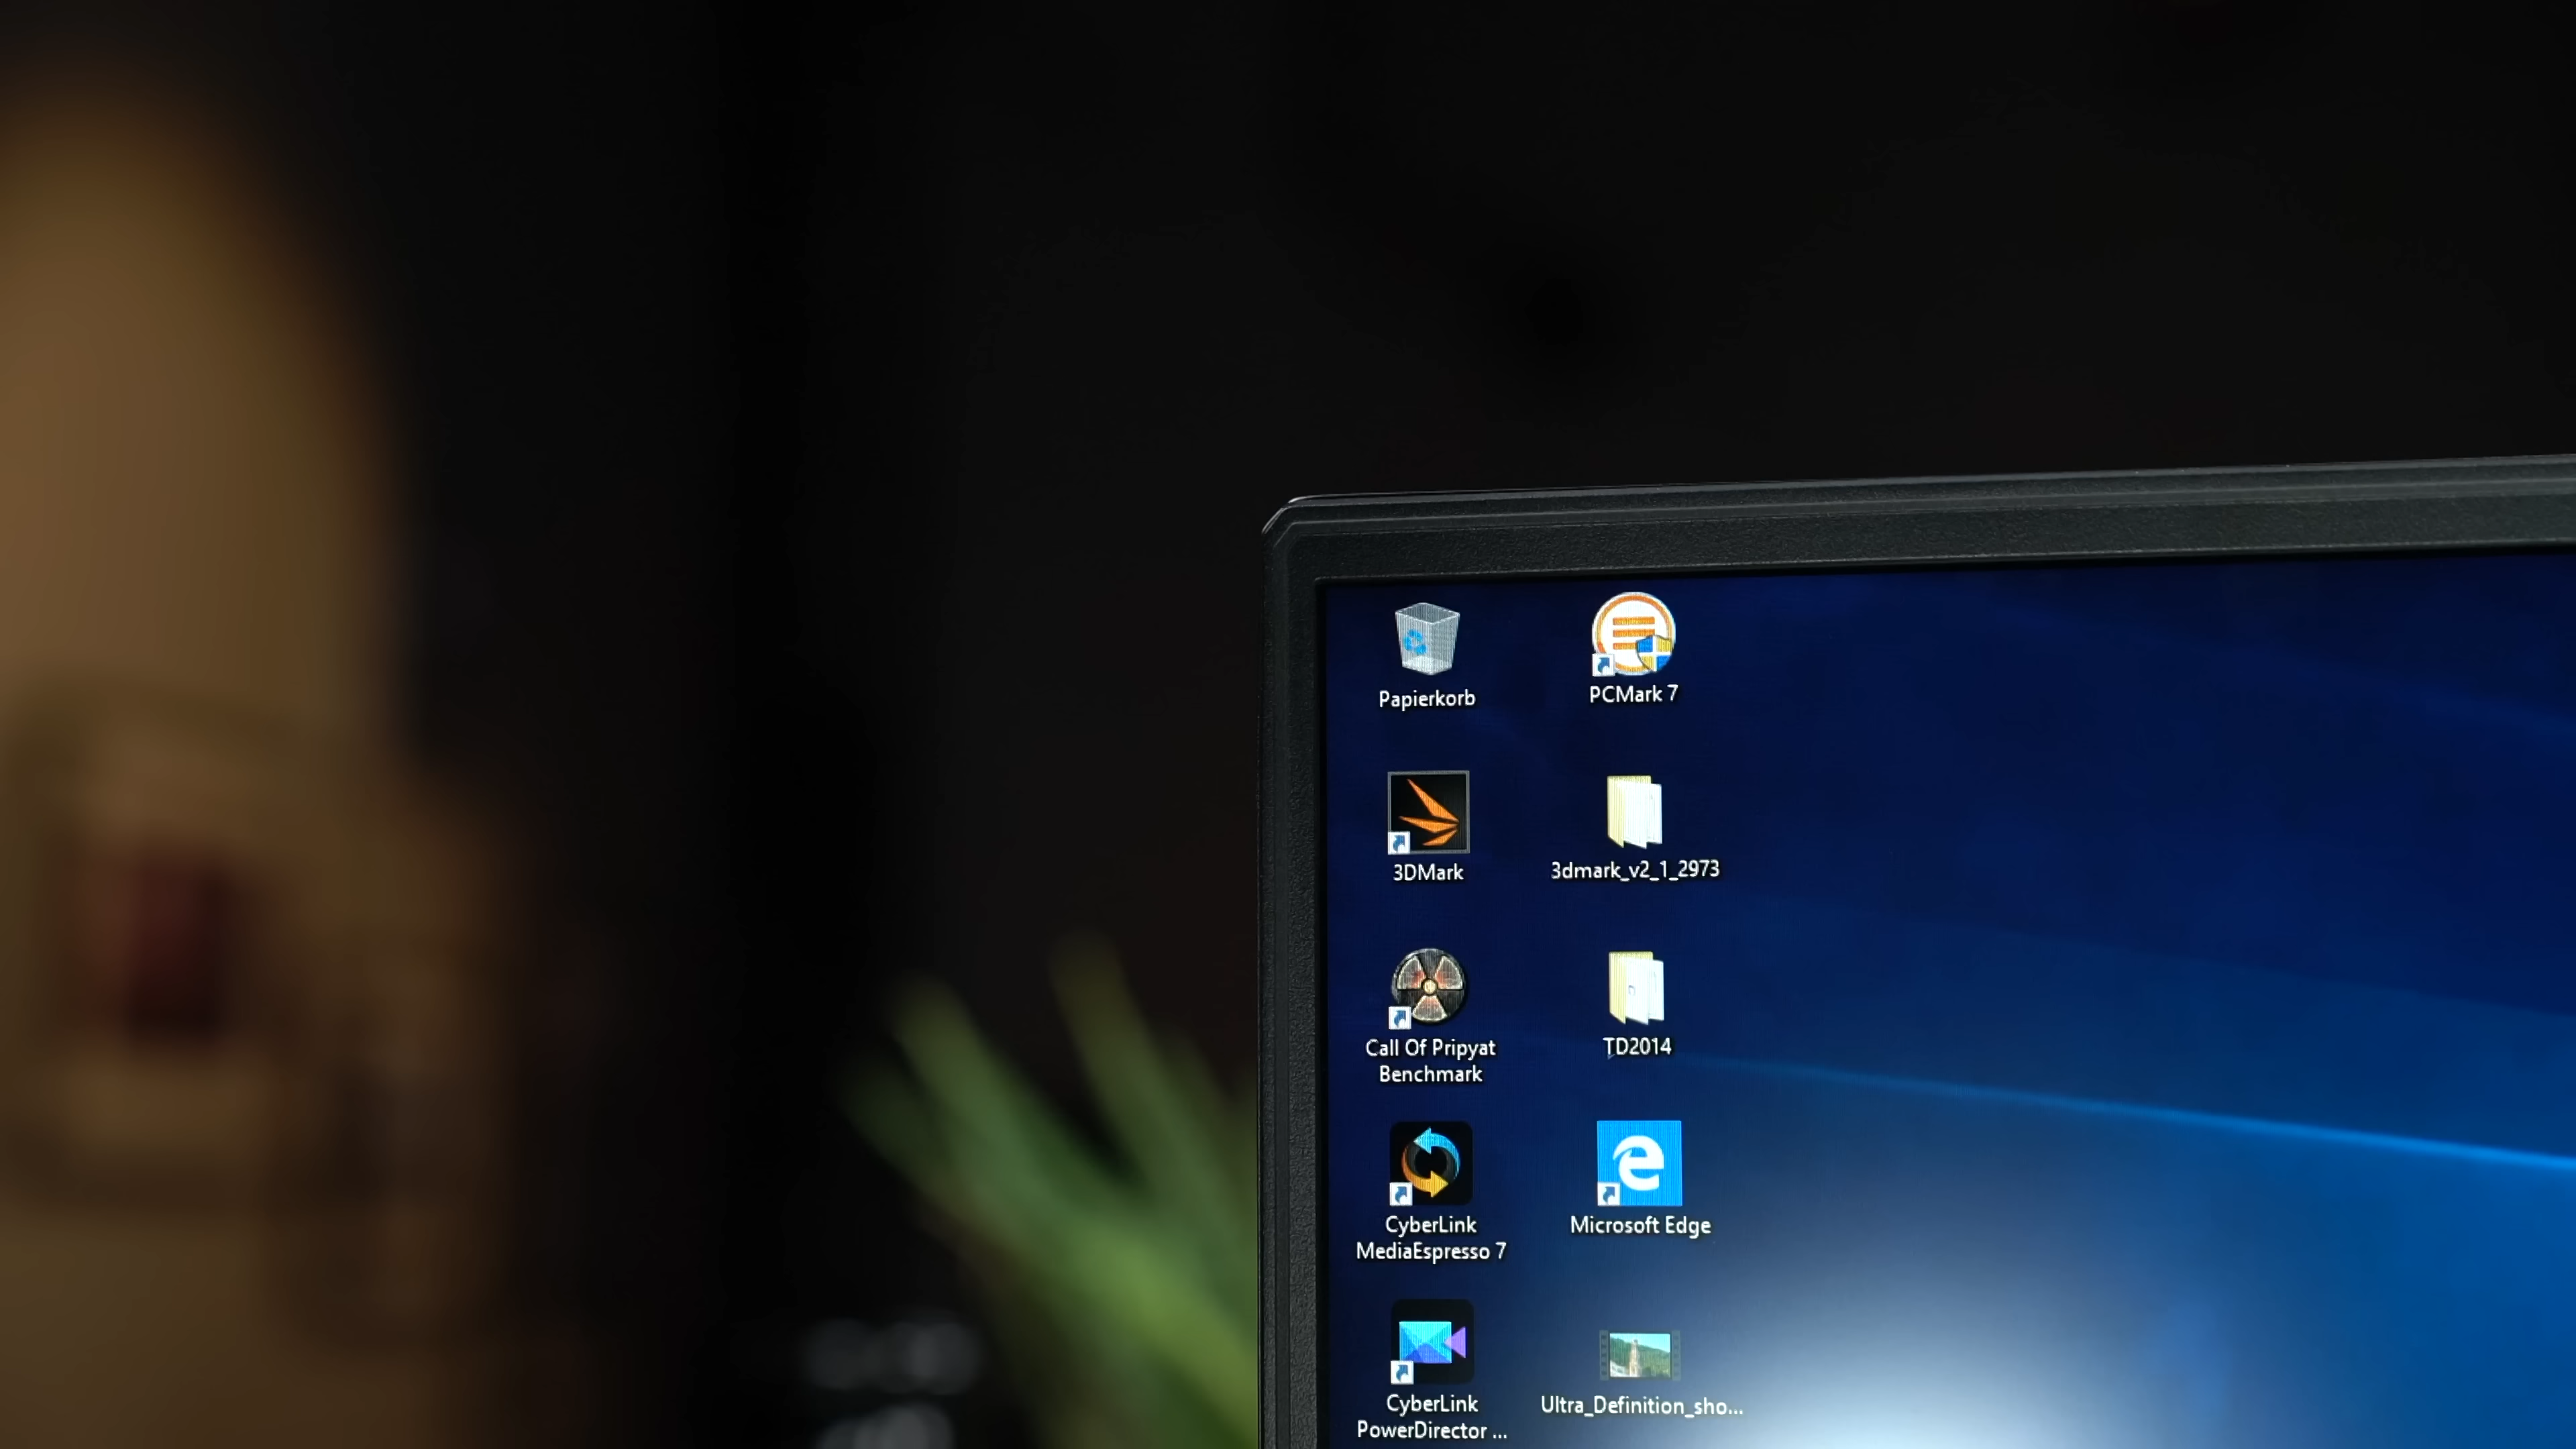 Papierkorb
PCMark 7
3DMark
3dmark_v2_1_2973
Call Of Pripyat
Benchmark
TD2014
CyberLink
MediaEspresso 7
Microsoft Edge
CyberLink
PowerDirector ...
Ultra_Definition_sho...